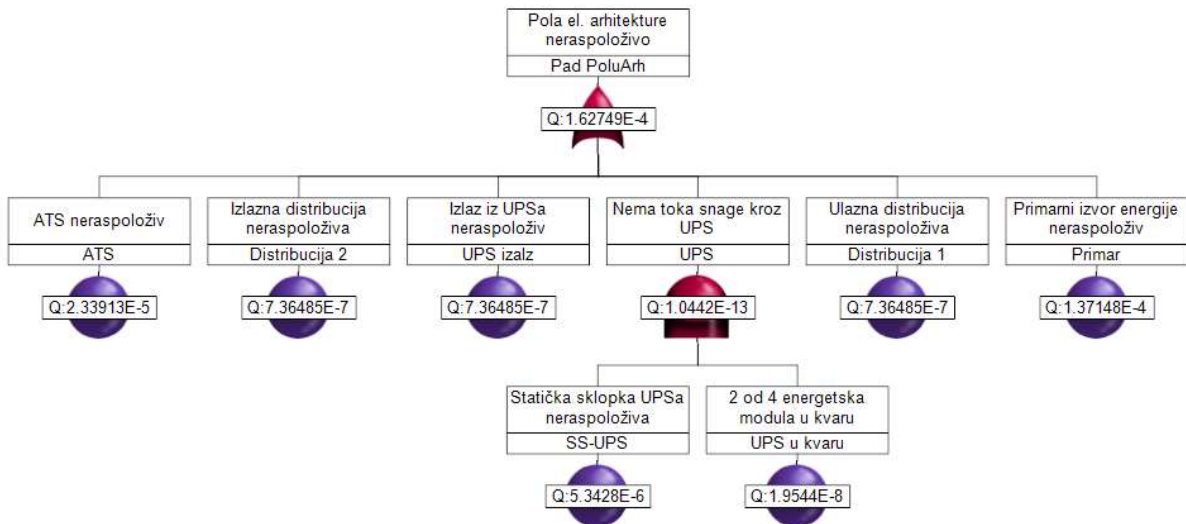 Pola el. arhitekture
neraspoloživo
Pad PoluArh
Q:1.62749E-4
ATS neraspoloživ
ATS
Q:2.33913E-5
Izlazna distribucija
neraspoloživa
Distribucija 2
Q:7.36485E-7
Izlaz iz UPSa
neraspoloživ
UPS izalz
Q:7.36485E-7
Nema toka snage kroz
UPS
UPS
Q:1.0442E-13
Ulazna distribucija
neraspoloživa
Distribucija 1
Q:7.36485E-7
Primarni izvor energije
neraspoloživ
Primar
Q:1.37148E-4
Statička sklopka UPSa
neraspoloživa
SS-UPS
Q:5.3428E-6
2 od 4 energetska
modula u kvaru
UPS u kvaru
Q:1.9544E-8